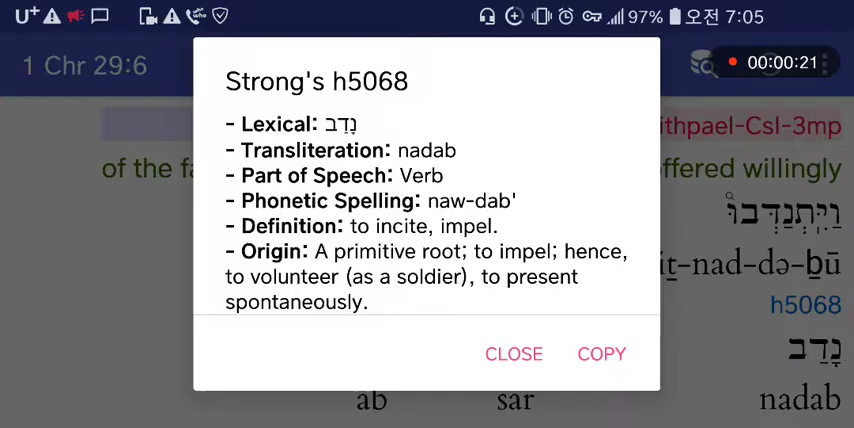 U+ who 97% 오전 7:05
1 Chr 29:6
00:00:21
Strong's h5068
- Lexical: נָדַב
- Transliteration: nadab
- Part of Speech: Verb
- Phonetic Spelling: naw-dab'
- Definition: to incite, impel.
- Origin: A primitive root; to impel; hence,
to volunteer (as a soldier), to present
spontaneously.
CLOSE COPY
ithpael-CsI-3mp
of the fa ffered willingly
וַיִּֽתְנַדְּבוּ֩
iṯ-nad-də-ḇū
h5068
נָדַב
ab sar nadab